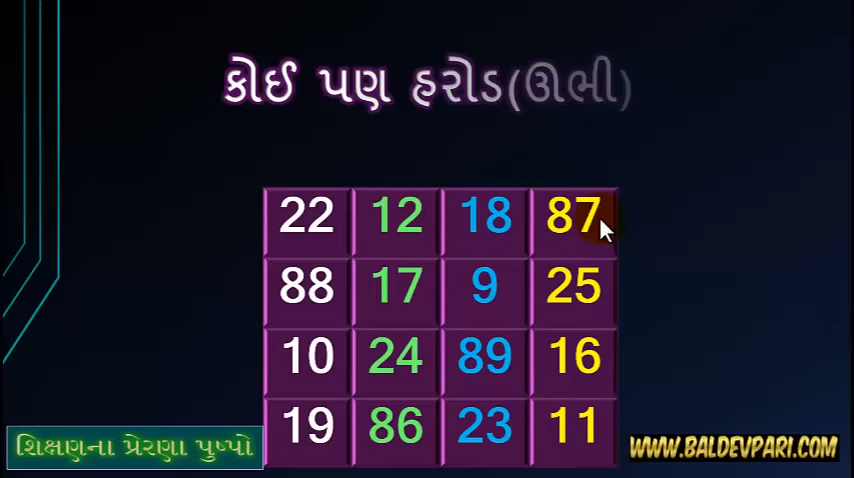 કોઈ પણ હરોડ(ઊભી)
22 12 18 87
88 17 9 25
10 24 89 16
19 86 23 11
શિક્ષણના પ્રેરણા પુષ્પો
WWW.BALDEVPARI.COM